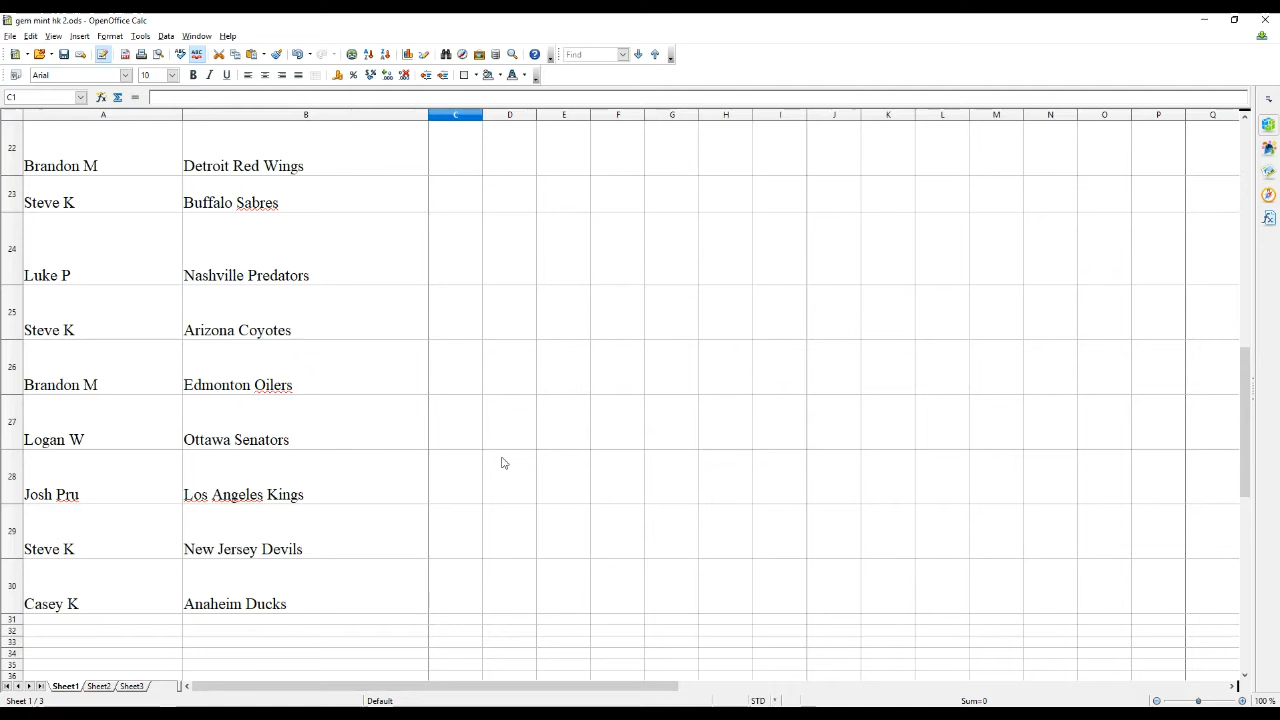 gem mint hk 2.ods - OpenOffice Calc
File Edit View Insert Format Tools Data Window Help
Find
Arial 10
C1
A B C D E F G H I J K L M N O P Q
22 Brandon M Detroit Red Wings
23 Steve K Buffalo Sabres
24 Luke P Nashville Predators
25 Steve K Arizona Coyotes
26 Brandon M Edmonton Oilers
27 Logan W Ottawa Senators
28 Josh Pru Los Angeles Kings
29 Steve K New Jersey Devils
30 Casey K Anaheim Ducks
31
32
33
34
35
36
Sheet1 Sheet2 Sheet3
Sheet 1 / 3 Default STD * Sum=0 100 %